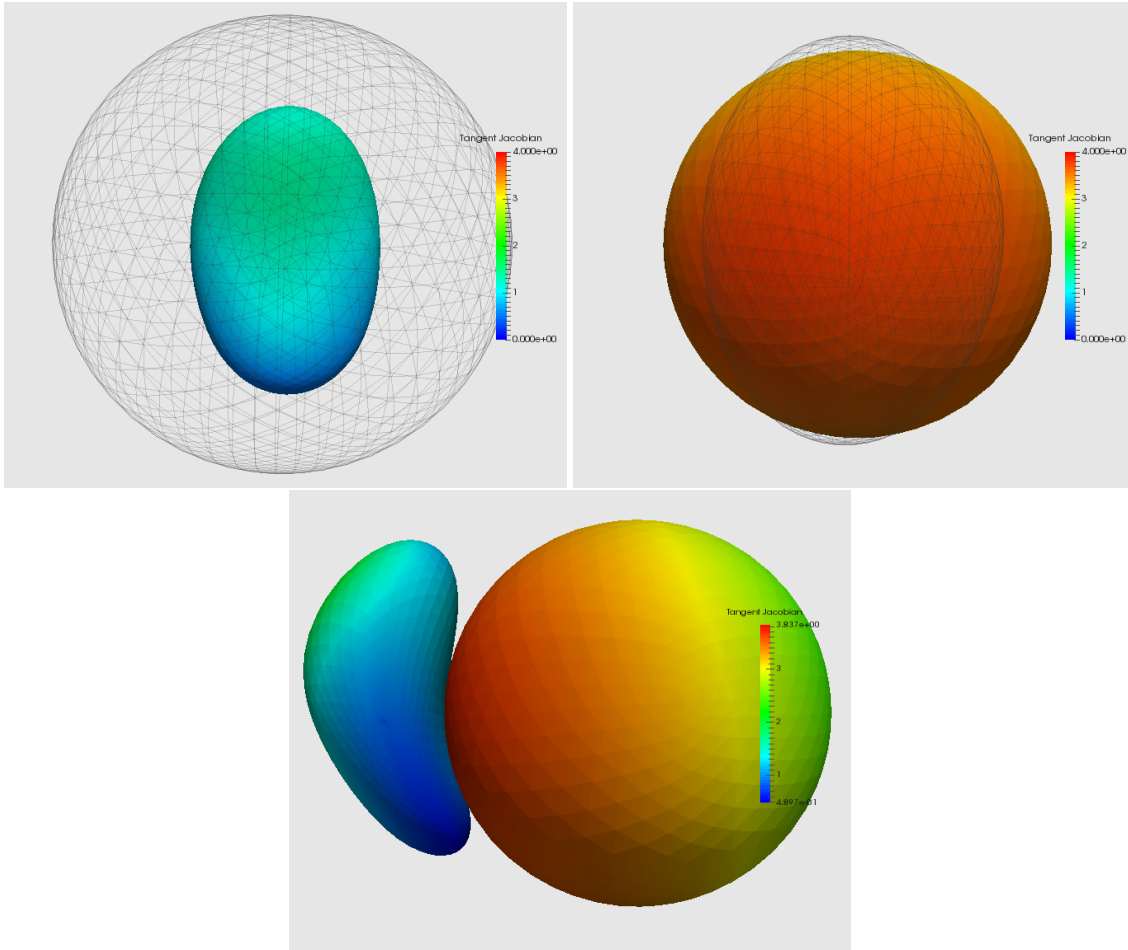 Tangent Jacobian
4.000e+00
3
2
1
0.000e+00
Tangent Jacobian
4.000e+00
3
2
1
0.000e+00
Tangent Jacobian
3.837e+00
3
2
1
4.897e-01